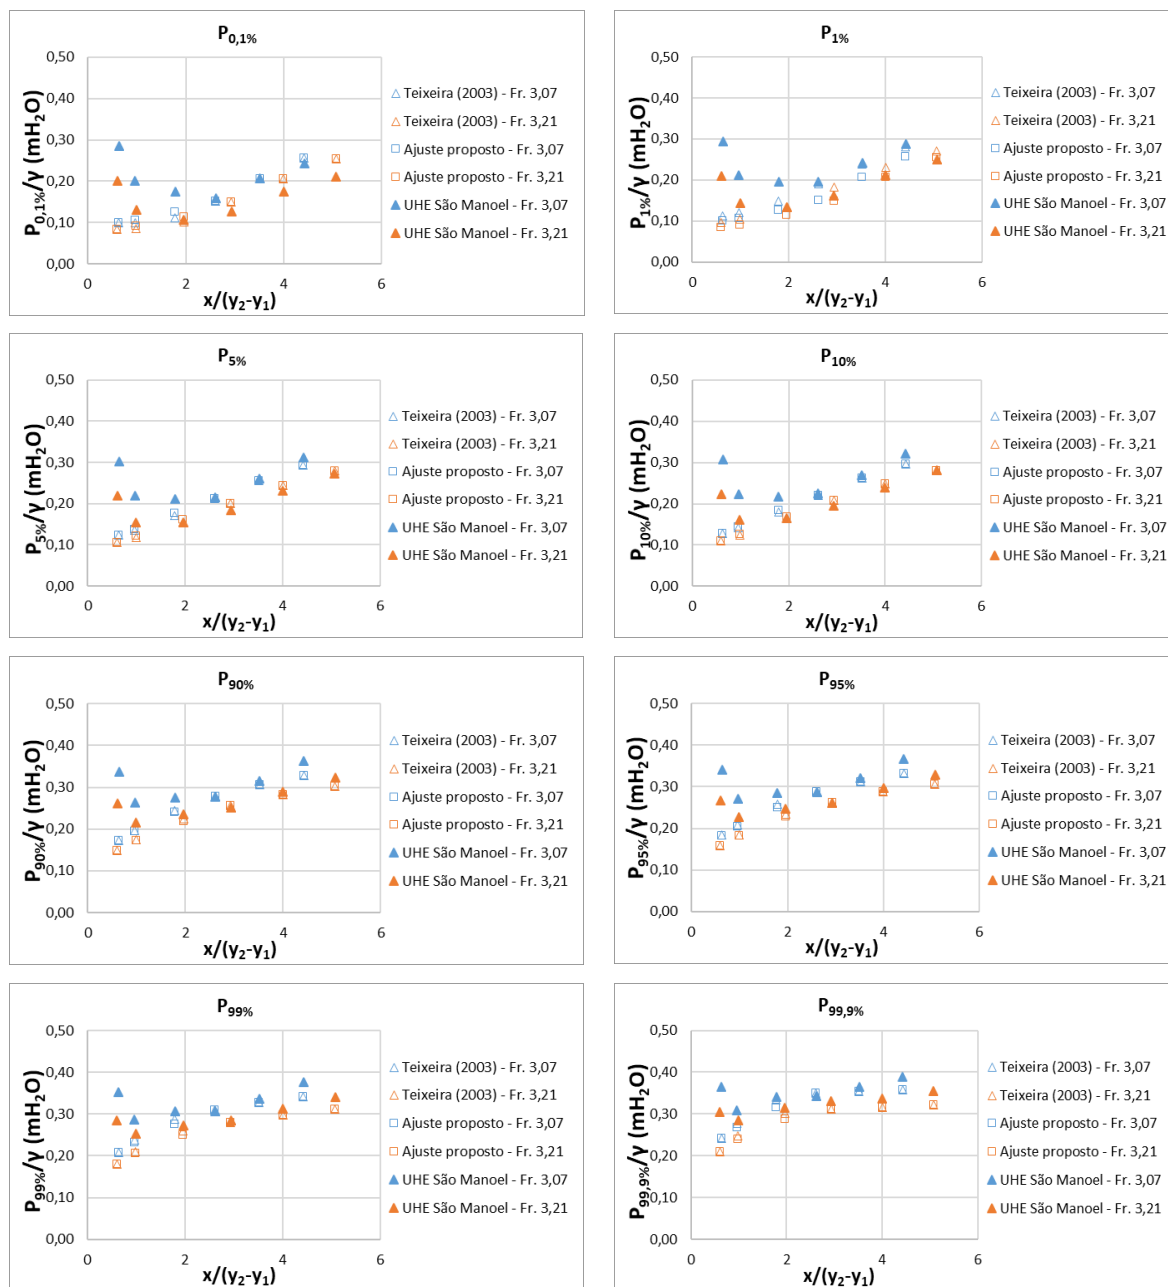 P0,1%
0,50
0,40
0,30
0,20
0,10
0,00
P0,1%/γ (mH2O)
0 2 4 6
x/(y2-y1)
Teixeira (2003) - Fr. 3,07
Teixeira (2003) - Fr. 3,21
Ajuste proposto - Fr. 3,07
Ajuste proposto - Fr. 3,21
UHE São Manoel - Fr. 3,07
UHE São Manoel - Fr. 3,21
P1%
0,50
0,40
0,30
0,20
0,10
0,00
P1%/γ (mH2O)
0 2 4 6
x/(y2-y1)
Teixeira (2003) - Fr. 3,07
Teixeira (2003) - Fr. 3,21
Ajuste proposto - Fr. 3,07
Ajuste proposto - Fr. 3,21
UHE São Manoel - Fr. 3,07
UHE São Manoel - Fr. 3,21
P5%
0,50
0,40
0,30
0,20
0,10
0,00
P5%/γ (mH2O)
0 2 4 6
x/(y2-y1)
Teixeira (2003) - Fr. 3,07
Teixeira (2003) - Fr. 3,21
Ajuste proposto - Fr. 3,07
Ajuste proposto - Fr. 3,21
UHE São Manoel - Fr. 3,07
UHE São Manoel - Fr. 3,21
P10%
0,50
0,40
0,30
0,20
0,10
0,00
P10%/γ (mH2O)
0 2 4 6
x/(y2-y1)
Teixeira (2003) - Fr. 3,07
Teixeira (2003) - Fr. 3,21
Ajuste proposto - Fr. 3,07
Ajuste proposto - Fr. 3,21
UHE São Manoel - Fr. 3,07
UHE São Manoel - Fr. 3,21
P90%
0,50
0,40
0,30
0,20
0,10
0,00
P90%/γ (mH2O)
0 2 4 6
x/(y2-y1)
Teixeira (2003) - Fr. 3,07
Teixeira (2003) - Fr. 3,21
Ajuste proposto - Fr. 3,07
Ajuste proposto - Fr. 3,21
UHE São Manoel - Fr. 3,07
UHE São Manoel - Fr. 3,21
P95%
0,50
0,40
0,30
0,20
0,10
0,00
P95%/γ (mH2O)
0 2 4 6
x/(y2-y1)
Teixeira (2003) - Fr. 3,07
Teixeira (2003) - Fr. 3,21
Ajuste proposto - Fr. 3,07
Ajuste proposto - Fr. 3,21
UHE São Manoel - Fr. 3,07
UHE São Manoel - Fr. 3,21
P99%
0,50
0,40
0,30
0,20
0,10
0,00
P99%/γ (mH2O)
0 2 4 6
x/(y2-y1)
Teixeira (2003) - Fr. 3,07
Teixeira (2003) - Fr. 3,21
Ajuste proposto - Fr. 3,07
Ajuste proposto - Fr. 3,21
UHE São Manoel - Fr. 3,07
UHE São Manoel - Fr. 3,21
P99,9%
0,50
0,40
0,30
0,20
0,10
0,00
P99,9%/γ (mH2O)
0 2 4 6
x/(y2-y1)
Teixeira (2003) - Fr. 3,07
Teixeira (2003) - Fr. 3,21
Ajuste proposto - Fr. 3,07
Ajuste proposto - Fr. 3,21
UHE São Manoel - Fr. 3,07
UHE São Manoel - Fr. 3,21